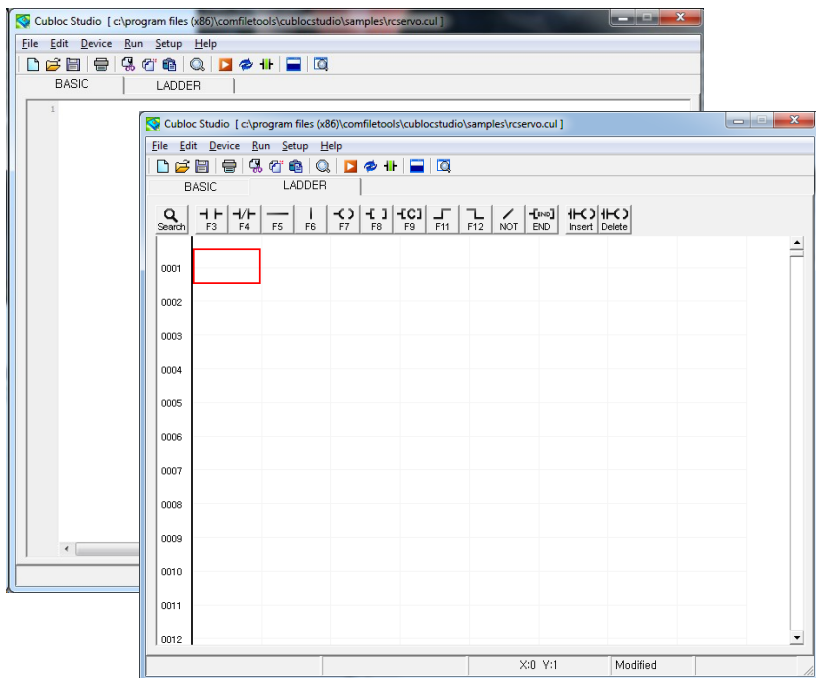 Cubloc Studio [ c:\program files (x86)\comfiletools\cublocstudio\samples\rcservo.cul ]
File Edit Device Run Setup Help
BASIC LADDER
1
Cubloc Studio [ c:\program files (x86)\comfiletools\cublocstudio\samples\rcservo.cul ]
File Edit Device Run Setup Help
BASIC LADDER
[END]
[C]
Search F3 F4 F5 F6 F7 F8 F9 F11 F12 NOT END Insert Delete
0001
0002
0003
0004
0005
0006
0007
0008
0009
0010
0011
0012
X:0 Y:1 Modified